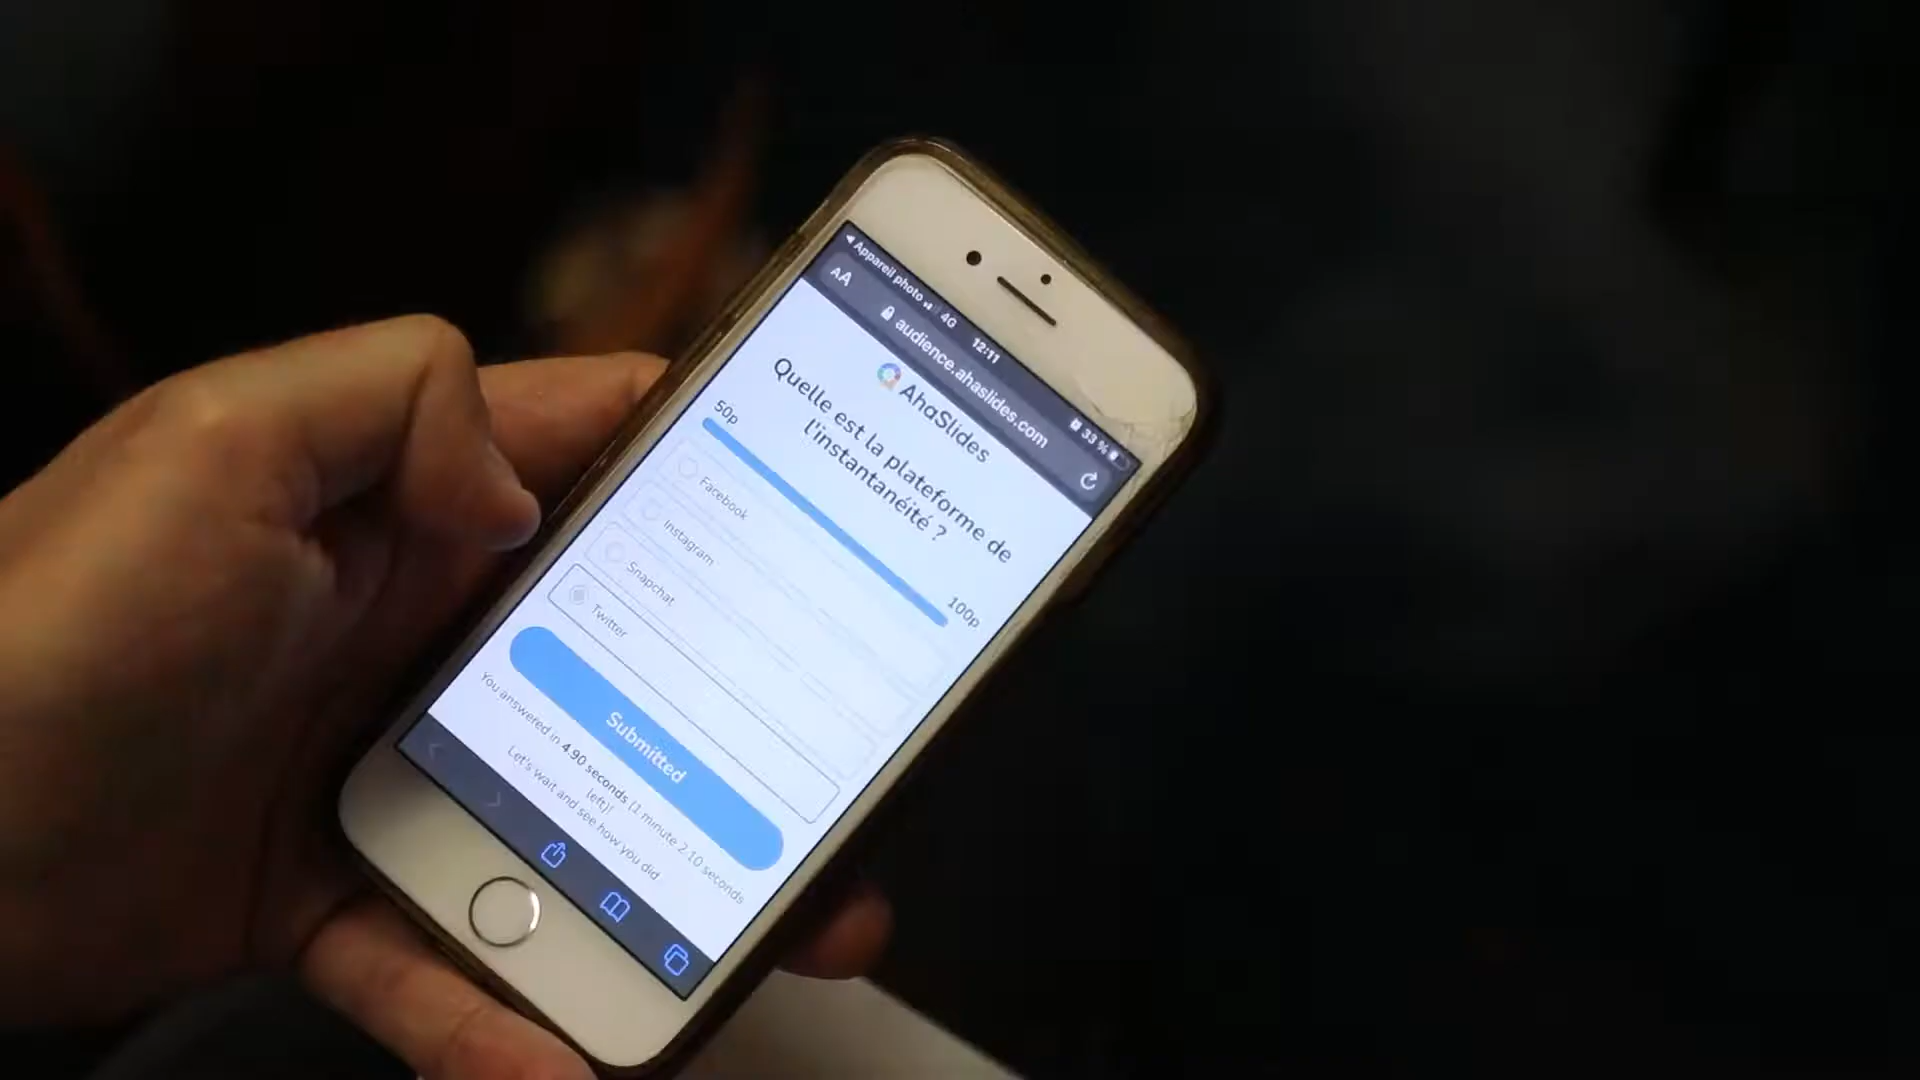 Appareil photo 4G 12:11 33 %
AA audience.ahaslides.com
AhaSlides
Quelle est la plateforme de
l'instantanéité ?
50p 100p
Facebook
Instagram
Snapchat
Twitter
Submitted
You answered in 4.90 seconds (1 minute 2.10 seconds
left)!
Let's wait and see how you did